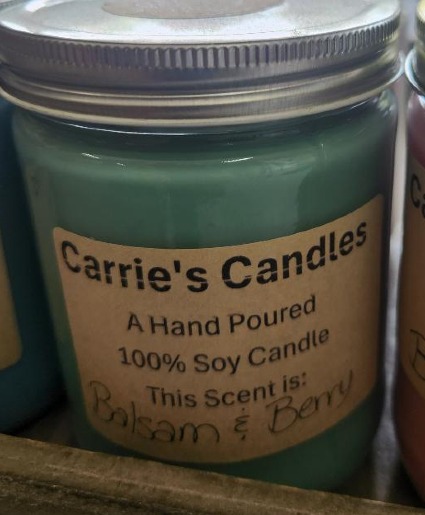 Carrie's Candles
A Hand Poured
100% Soy Candle
This Scent is:
Balsam & Berry